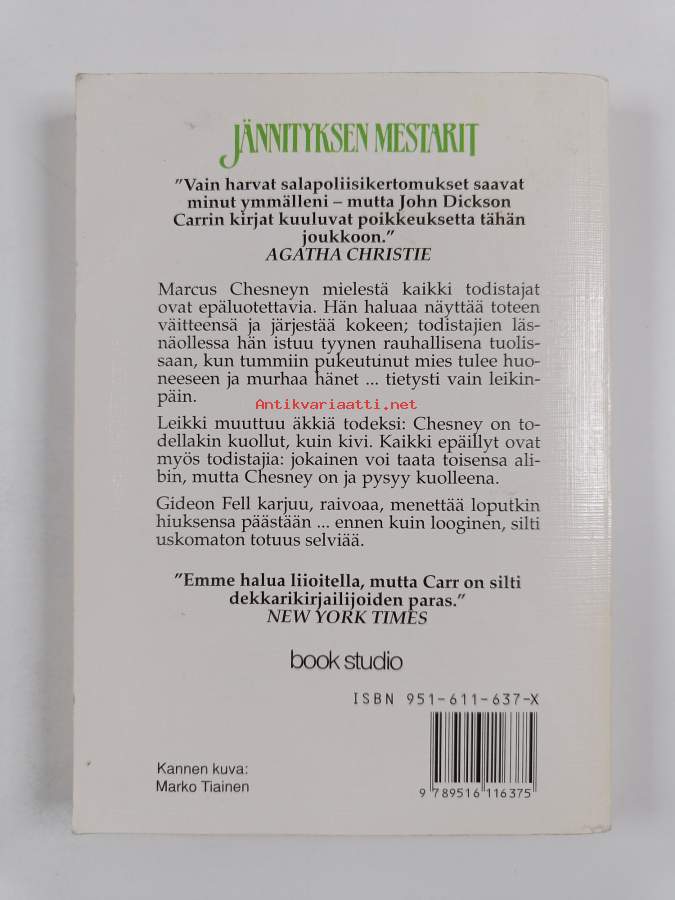 JÄNNITYKSEN MESTARIT
”Vain harvat salapoliisikertomukset saavat
minut ymmälleni – mutta John Dickson
Carrin kirjat kuuluvat poikkeuksetta tähän
joukkoon.”
AGATHA CHRISTIE
Marcus Chesneyn mielestä kaikki todistajat
ovat epäluotettavia. Hän haluaa näyttää toteen
väitteensä ja järjestää kokeen; todistajien läs-
näollessa hän istuu tyynen rauhallisena tuolis-
saan, kun tummiin pukeutunut mies tulee huo-
neeseen ja murhaa hänet ... tietysti vain leikin-
päin.
Antikvariaatti.net
Leikki muuttuu äkkiä todeksi: Chesney on to-
dellakin kuollut, kuin kivi. Kaikki epäillyt ovat
myös todistajia: jokainen voi taata toisensa ali-
bin, mutta Chesney on ja pysyy kuolleena.
Gideon Fell karjuu, raivoaa, menettää loputkin
hiuksensa päästään ... ennen kuin looginen, silti
uskomaton totuus selviää.
”Emme halua liioitella, mutta Carr on silti
dekkarikirjailijoiden paras.”
NEW YORK TIMES
book studio
ISBN 951-611-637-X
9 789516 116375
Kannen kuva:
Marko Tiainen